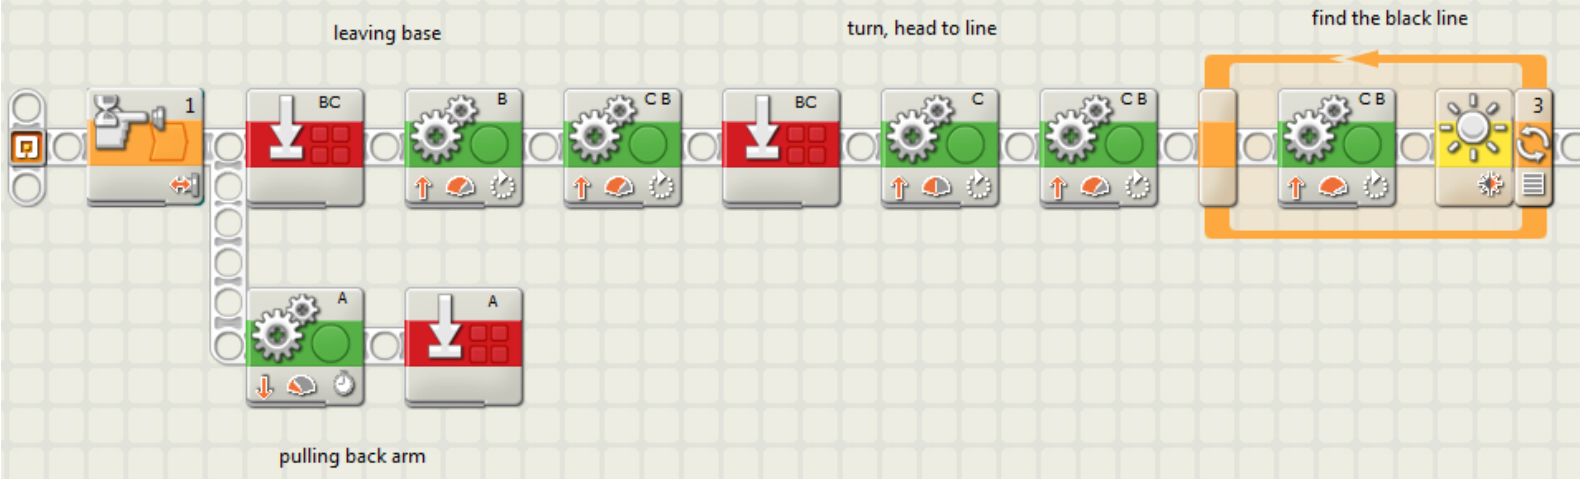 leaving base
turn, head to line
find the black line
1
BC
B
C B
BC
C
C B
C B
3
A
A
pulling back arm